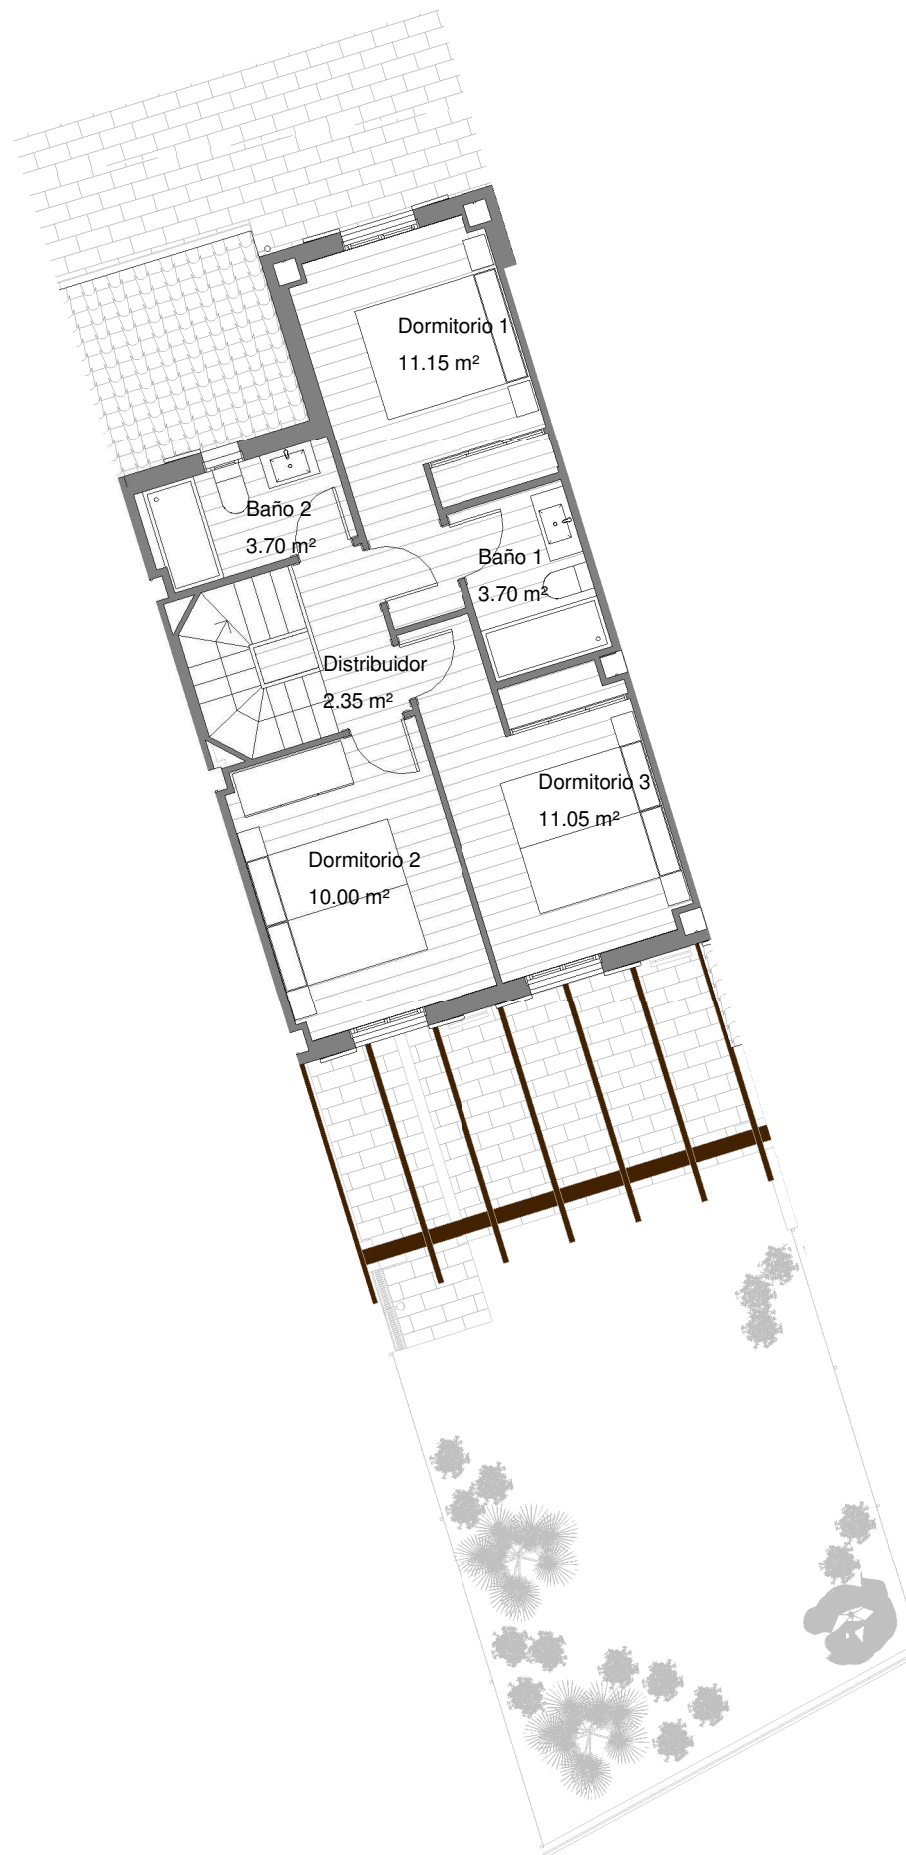 Dormitorio 1
11.15 m²
Baño 2
3.70 m²
Baño 1
3.70 m²
Distribuidor
2.35 m²
Dormitorio 3
11.05 m²
Dormitorio 2
10.00 m²